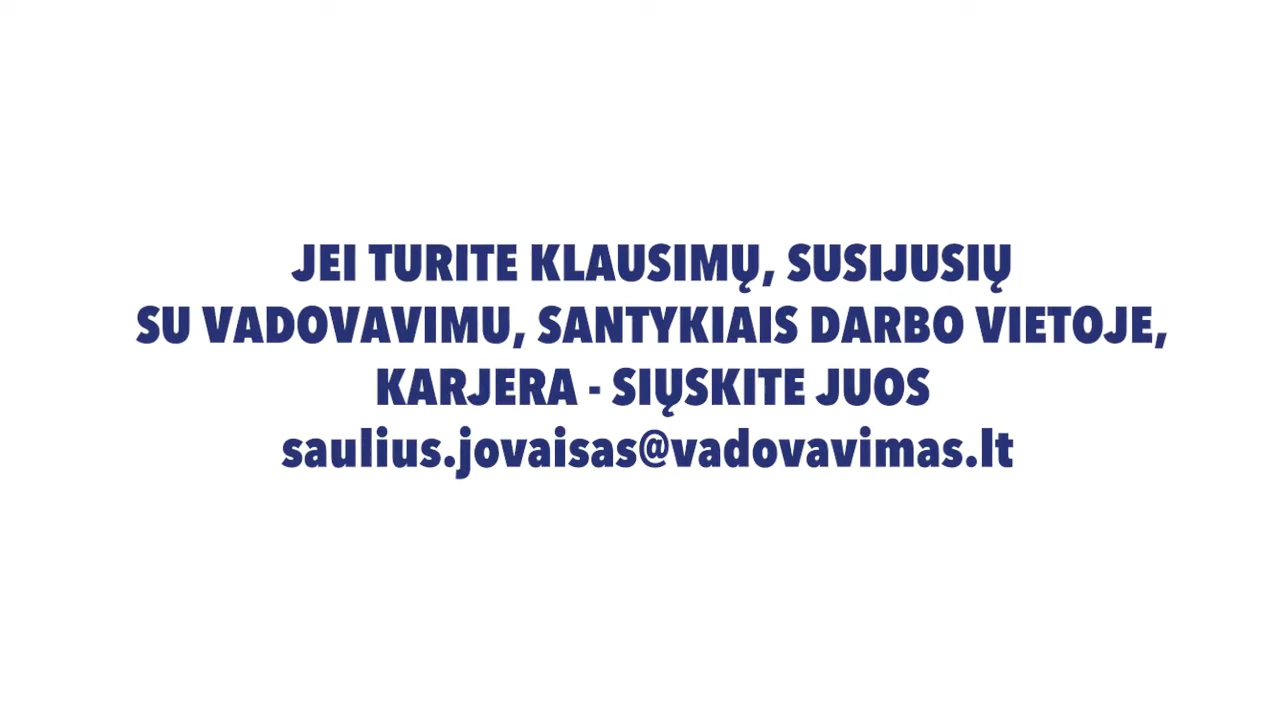 JEI TURITE KLAUSIMŲ, SUSIJUSIŲ
SU VADOVAVIMU, SANTYKIAIS DARBO VIETOJE,
KARJERA - SIŲSKITE JUOS
saulius.jovaisas@vadovavimas.lt